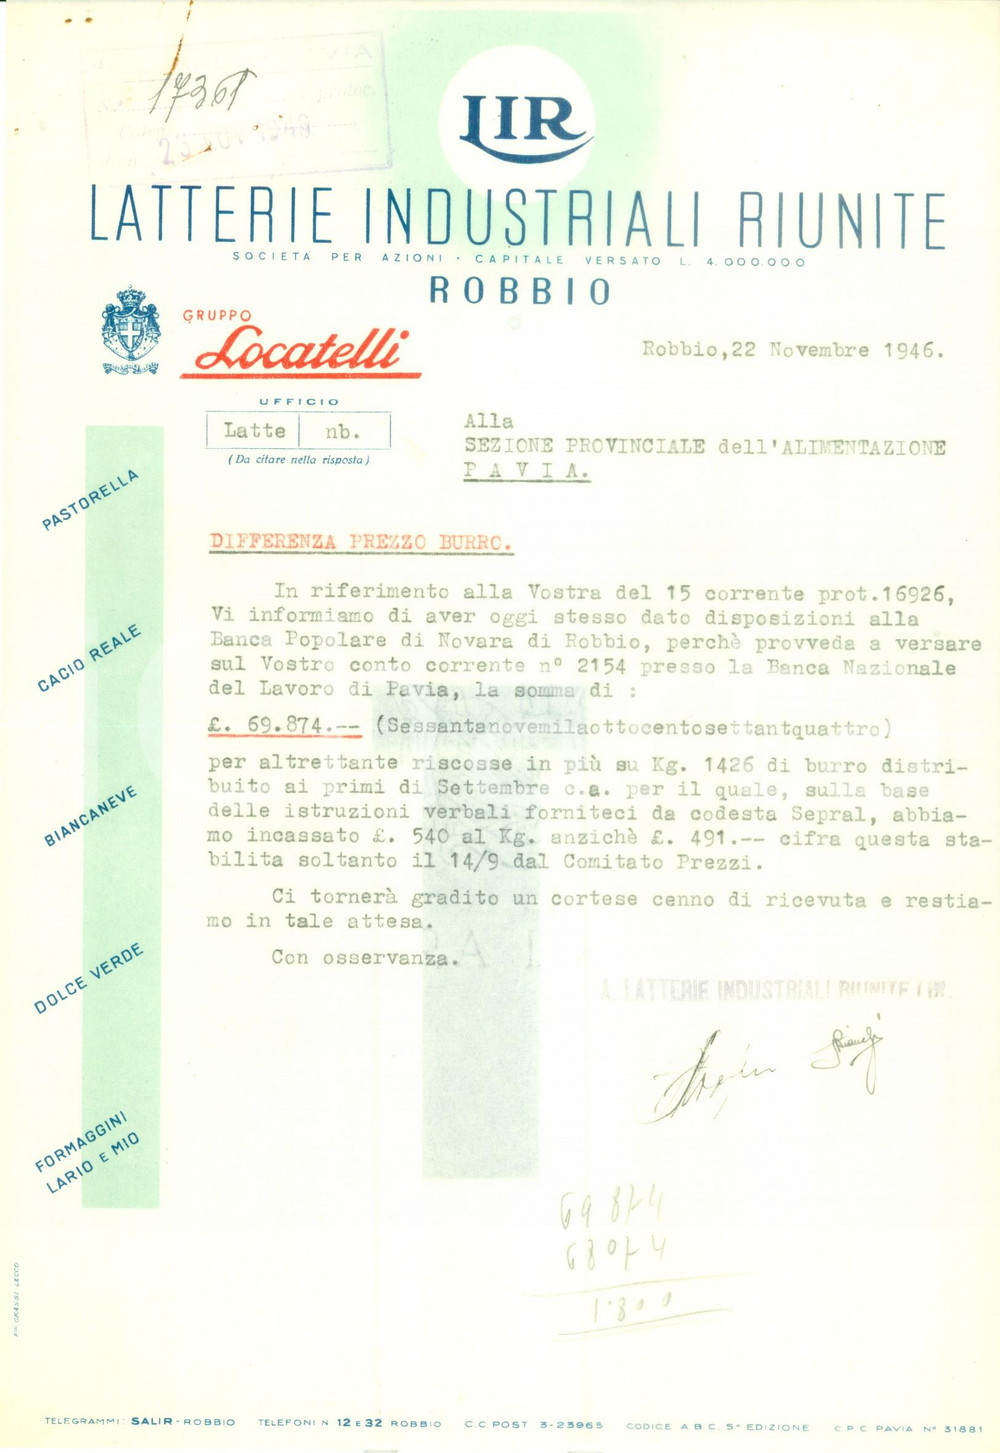 17361
23 NOV 1946
LIR
LATTERIE INDUSTRIALI RIUNITE
SOCIETÀ PER AZIONI · CAPITALE VERSATO L. 4.000.000
ROBBIO
GRUPPO
Locatelli
Robbio,22 Novembre 1946.
UFFICIO
Latte nb.
(Da citare nella risposta)
Alla
SEZIONE PROVINCIALE dell'ALIMENTAZIONE
P A V I A.
DIFFERENZA PREZZO BURRO.
In riferimento alla Vostra del 15 corrente prot.16926,
Vi informiamo di aver oggi stesso dato disposizioni alla
Banca Popolare di Novara di Robbio, perchè provveda a versare
sul Vostro conto corrente n° 2154 presso la Banca Nazionale
del Lavoro di Pavia, la somma di :
£. 69.874.-- (Sessantanovemilaottocentosettantquattro)
per altrettante riscosse in più su Kg. 1426 di burro distri-
buito ai primi di Settembre c.a. per il quale, sulla base
delle istruzioni verbali forniteci da codesta Sepral, abbia-
mo incassato £. 540 al Kg. anzichè £. 491.-- cifra questa sta-
bilita soltanto il 14/9 dal Comitato Prezzi.
Ci tornerà gradito un cortese cenno di ricevuta e restia-
mo in tale attesa.
Con osservanza.
LATTERIE INDUSTRIALI RIUNITE LIR
69874
68074
1.800
PASTORELLA
CACIO REALE
BIANCANEVE
DOLCE VERDE
FORMAGGINI
LARIO E MIO
GRASSI LECCO
TELEGRAMMI: SALIR-ROBBIO TELEFONI N 12 E 32 ROBBIO C.C.POST 3-23965 CODICE A B C 5ª EDIZIONE C P C PAVIA N° 31881